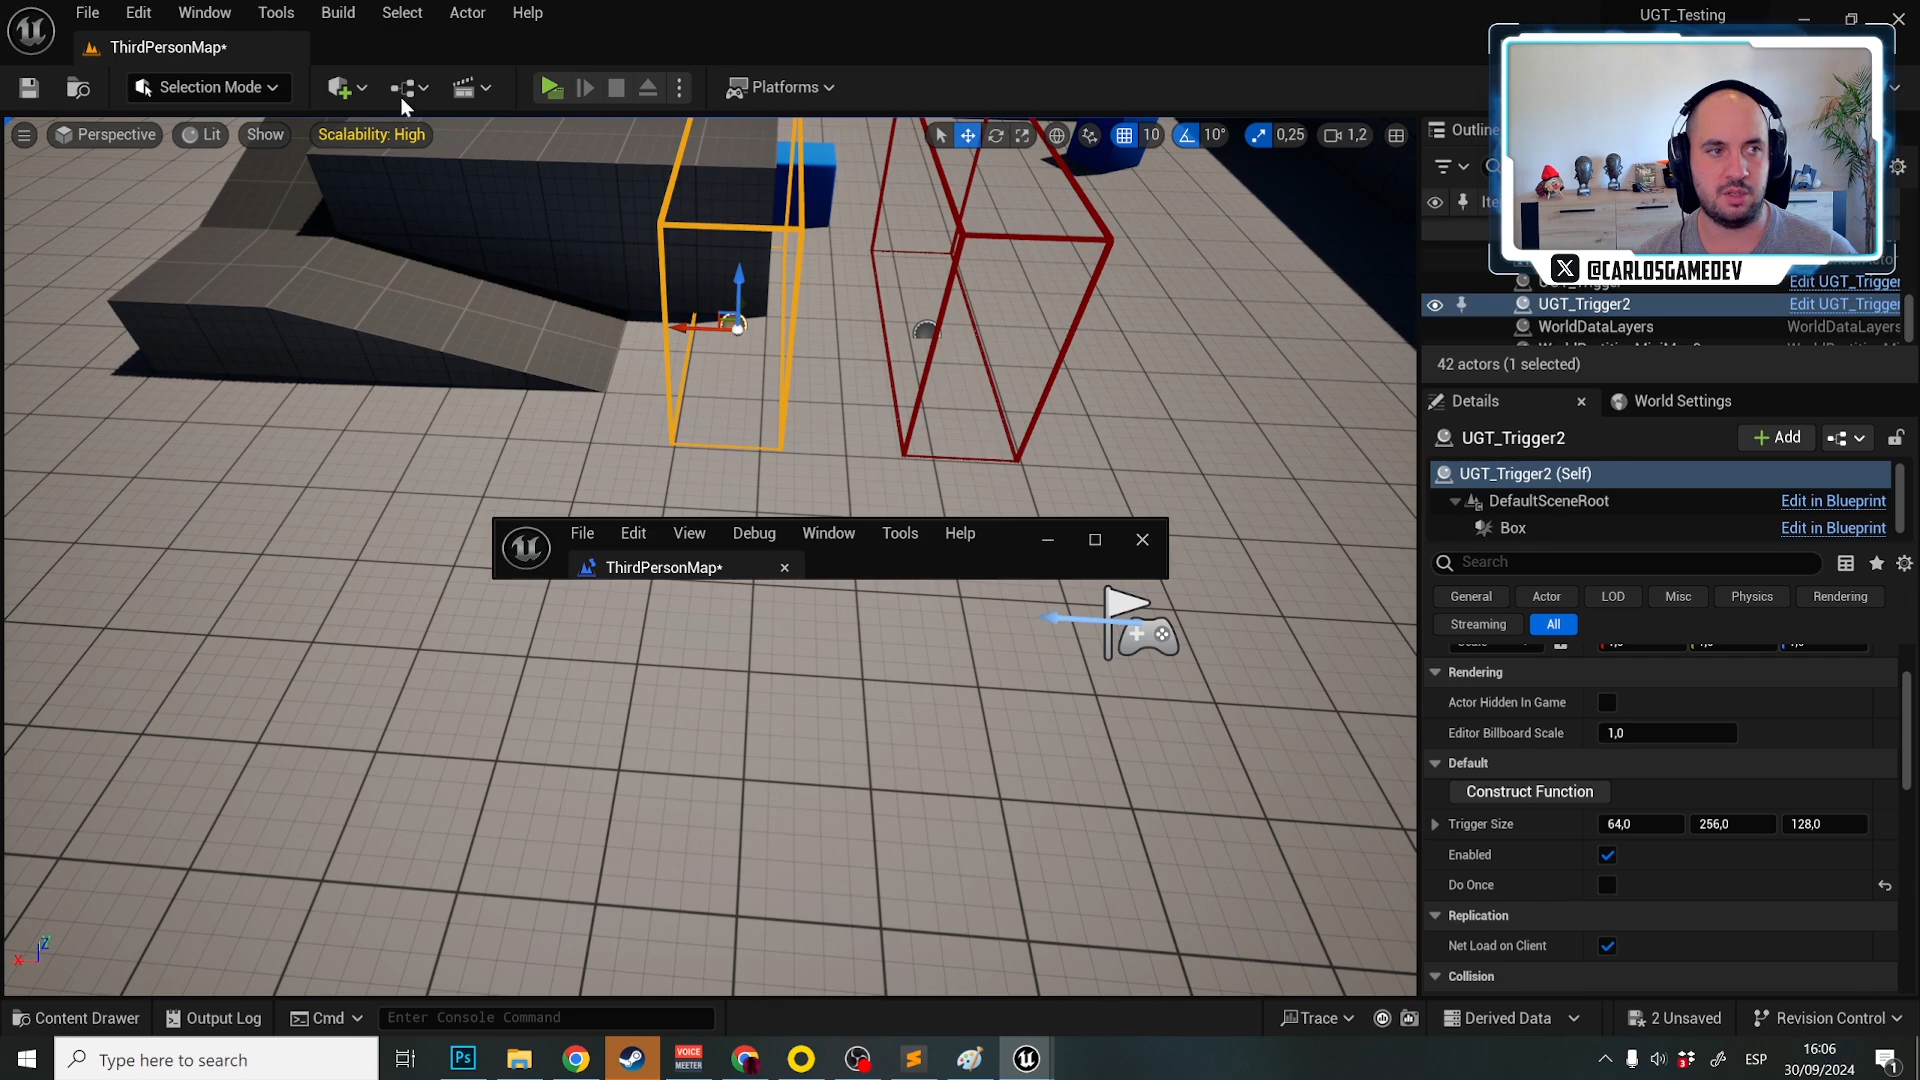 File Edit Window Tools Build Select Actor Help
UGT_Testing
ThirdPersonMap*
Selection Mode
Platforms
Perspective
Lit
Show
Scalability: High
10
10°
0,25
1,2
Outline
@CARLOSGAMEDEV
Edit UGT_Trigger
UGT_Trigger2
Edit UGT_Trigger
WorldDataLayers
WorldDataLayers
42 actors (1 selected)
Details
World Settings
UGT_Trigger2
Add
UGT_Trigger2 (Self)
DefaultSceneRoot
Edit in Blueprint
Box
Edit in Blueprint
Search
General
Actor
LOD
Misc
Physics
Rendering
Streaming
All
Rendering
Actor Hidden In Game
Editor Billboard Scale
1,0
Default
Construct Function
Trigger Size
64,0
256,0
128,0
Enabled
Do Once
Replication
Net Load on Client
Collision
File Edit View Debug Window Tools Help
ThirdPersonMap*
Z
X
Content Drawer
Output Log
Cmd
Enter Console Command
Trace
Derived Data
2 Unsaved
Revision Control
Type here to search
Ps
VOICE
MEETER
ESP
16:06
30/09/2024
1